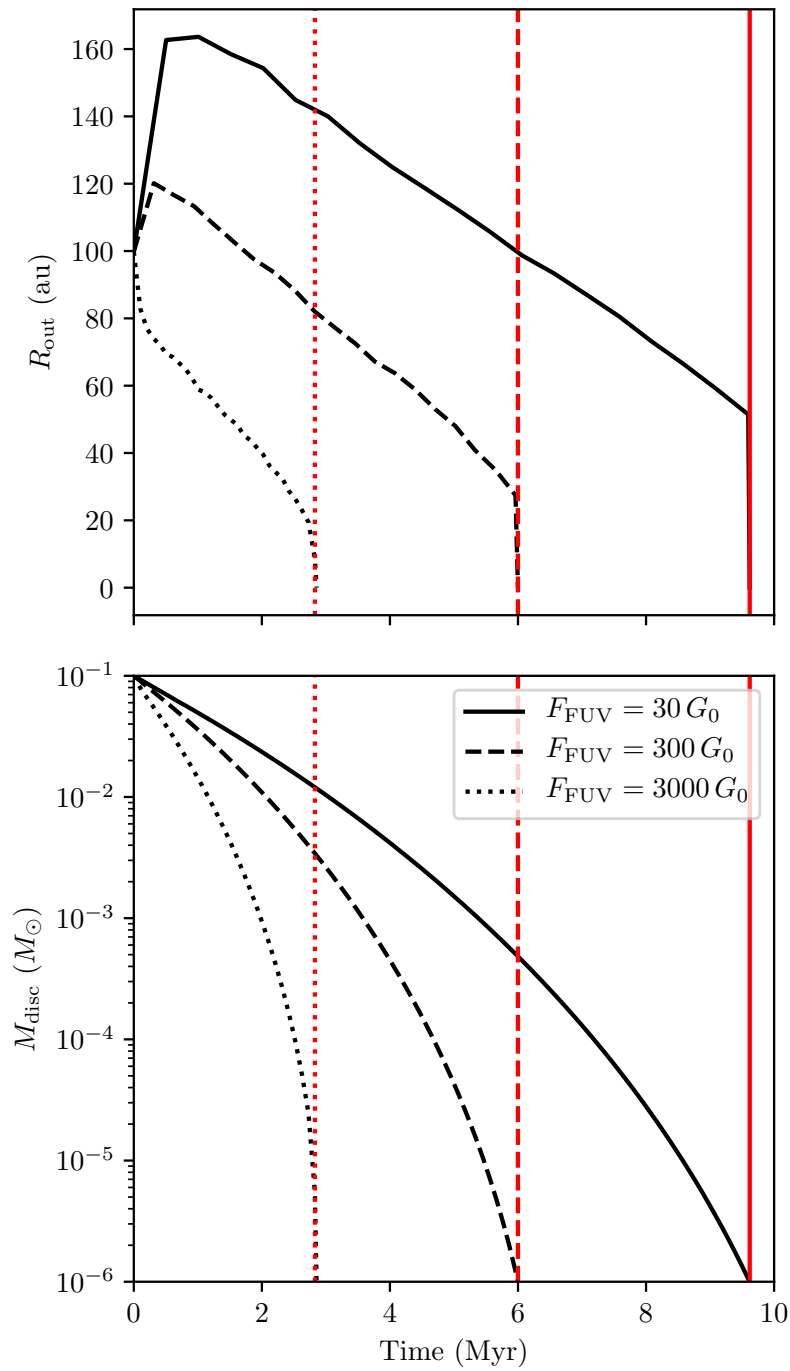 160
140
120
100
80
60
40
20
0
R_out (au)
10^−1
10^−2
10^−3
10^−4
10^−5
10^−6
M_disc (M_⊙)
F_FUV = 30 G_0
F_FUV = 300 G_0
F_FUV = 3000 G_0
0 2 4 6 8 10
Time (Myr)